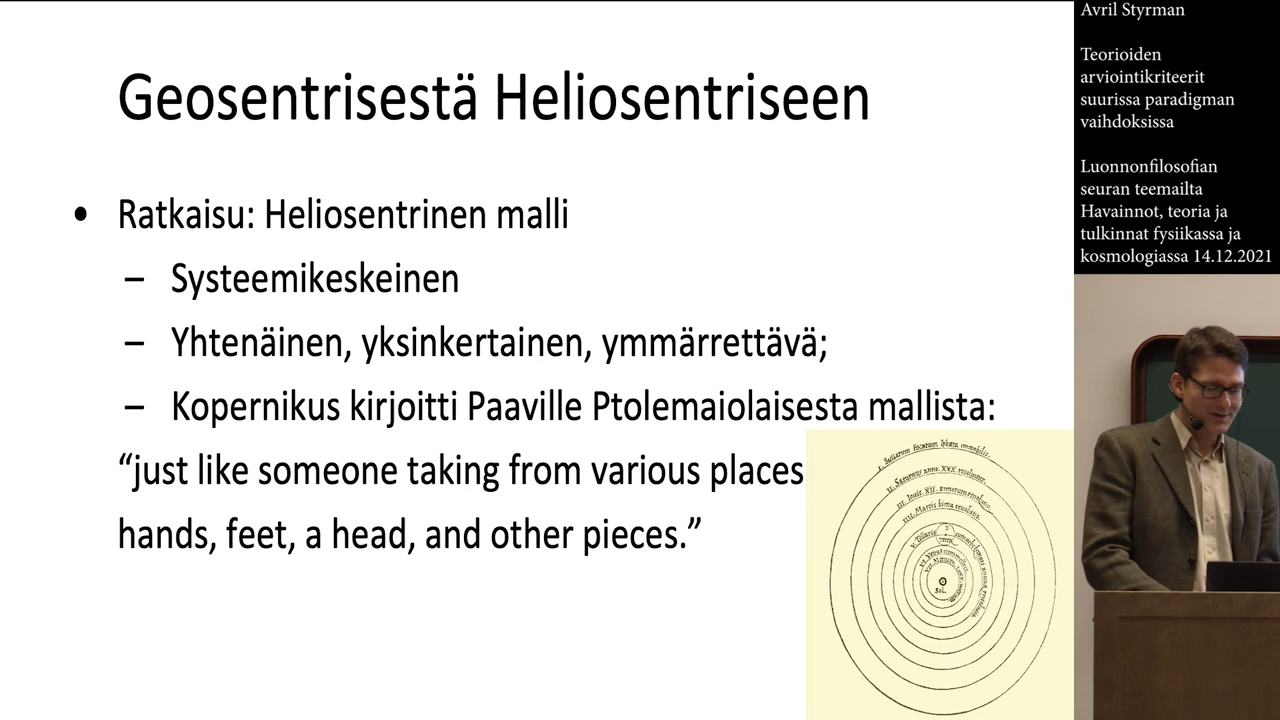 Geosentrisestä Heliosentriseen
• Ratkaisu: Heliosentrinen malli
– Systeemikeskeinen
– Yhtenäinen, yksinkertainen, ymmärrettävä;
– Kopernikus kirjoitti Paaville Ptolemaiolaisesta mallista:
“just like someone taking from various places
hands, feet, a head, and other pieces.”
Sol.
Avril Styrman
Teorioiden
arviointikriteerit
suurissa paradigman
vaihdoksissa
Luonnonfilosofian
seuran teemailta
Havainnot, teoria ja
tulkinnat fysiikassa ja
kosmologiassa 14.12.2021